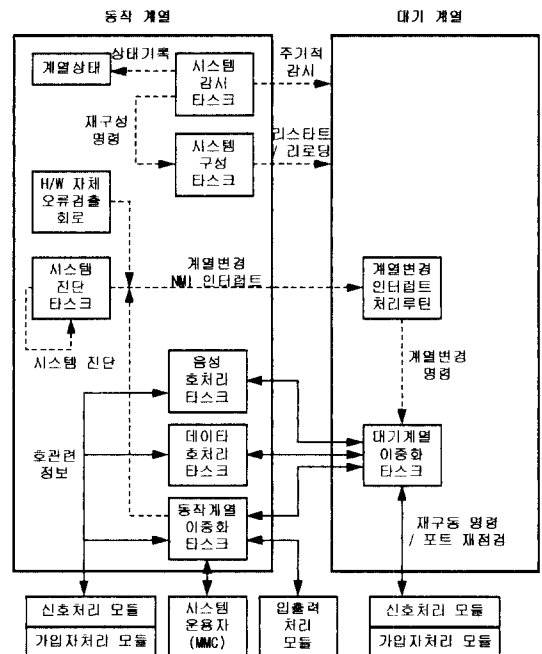 동작 계열
대기 계열
계열상태
상태기록
시스템
감시
타스크
주기적
감시
재구성
명령
시스템
구성
타스크
리스타트
/ 리로딩
H/W 자체
오류검출
회로
시스템
진단
타스크
계열변경
NMI 인터럽트
계열변경
인터럽트
처리루틴
시스템 진단
계열변경
명령
음성
호처리
타스크
호관련
정보
데이타
호처리
타스크
대기계열
이중화
타스크
동작계열
이중화
타스크
재구동 명령
/ 포트 재점검
신호처리 모듈
가입자처리 모듈
시스템
운용자
(MMC)
입출력
처리
모듈
신호처리 모듈
가입자처리 모듈